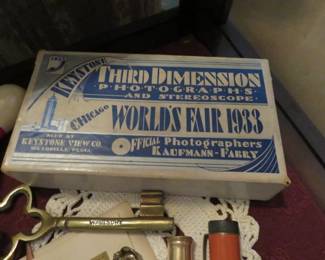 KEYSTONE
THIRD DIMENSION
PHOTOGRAPHS
AND STEREOSCOPE
CHICAGO
WORLD'S FAIR 1933
MADE BY
KEYSTONE VIEW CO.
MEADVILLE, PENNA.
OFFICIAL Photographers
KAUFMANN-FABRY